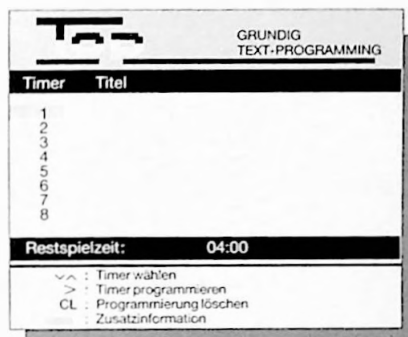 GRUNDIG
TEXT-PROGRAMMING
Timer Titel
1
2
3
4
5
6
7
8
Restspielzeit: 04:00
⌵⌃ : Timer wählen
> : Timer programmieren
CL : Programmierung löschen
: Zusatzinformation